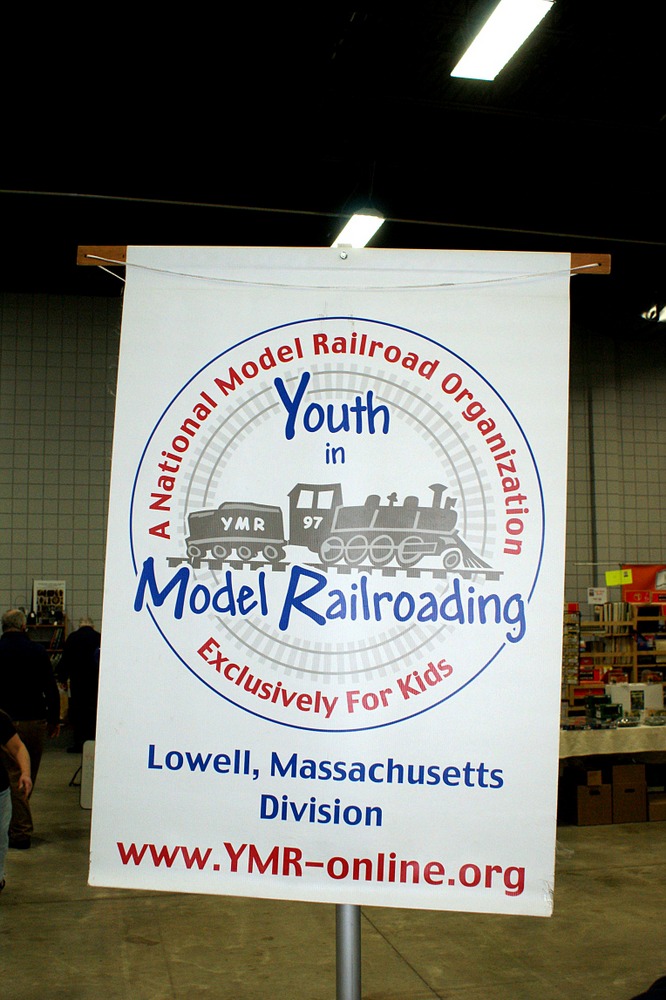 A National Model Railroad Organization
Youth
in
YMR
97
Model Railroading
Exclusively For Kids
Lowell, Massachusetts
Division
www.YMR-online.org